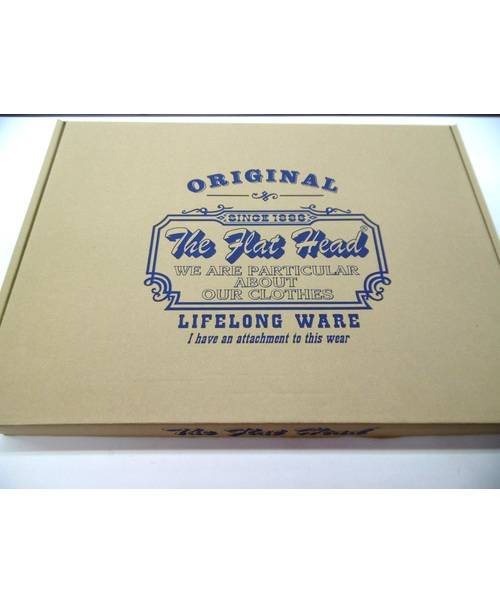 ORIGINAL
SINCE 1996
The Flat Head®
WE ARE PARTICULAR
ABOUT
OUR CLOTHES
LIFELONG WARE
I have an attachment to this wear
The Flat Head